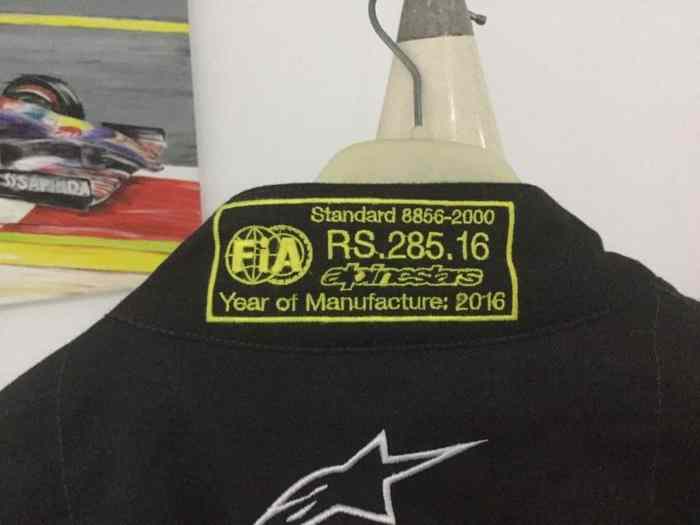 Standard 8856-2000
FiA RS.285.16
alpinestars
Year of Manufacture: 2016